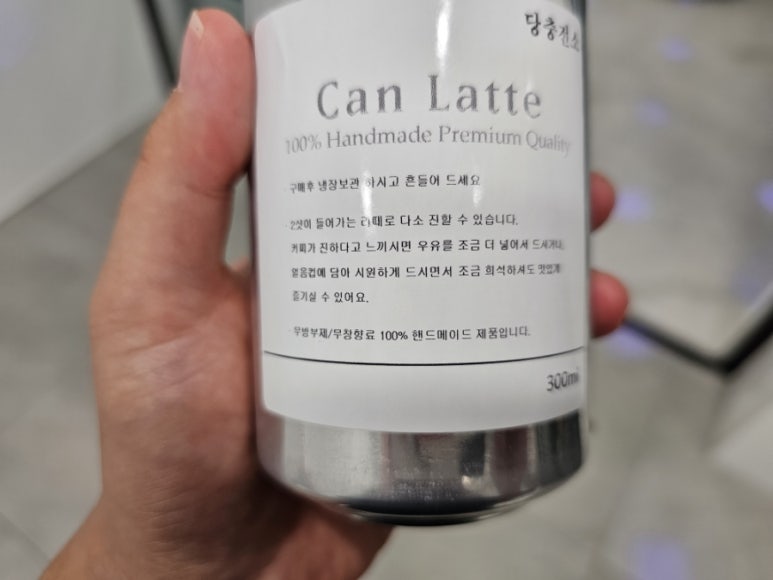 당충전소
Can Latte
100% Handmade Premium Quality
· 구매후 냉장보관 하시고 흔들어 드세요
· 2샷이 들어가는 라떼로 다소 진할 수 있습니다.
커피가 진하다고 느끼시면 우유를 조금 더 넣어서 드시거나,
얼음컵에 담아 시원하게 드시면서 조금 희석하셔도 맛있게
즐기실 수 있어요.
· 무방부제/무착향료 100% 핸드메이드 제품입니다.
300ml